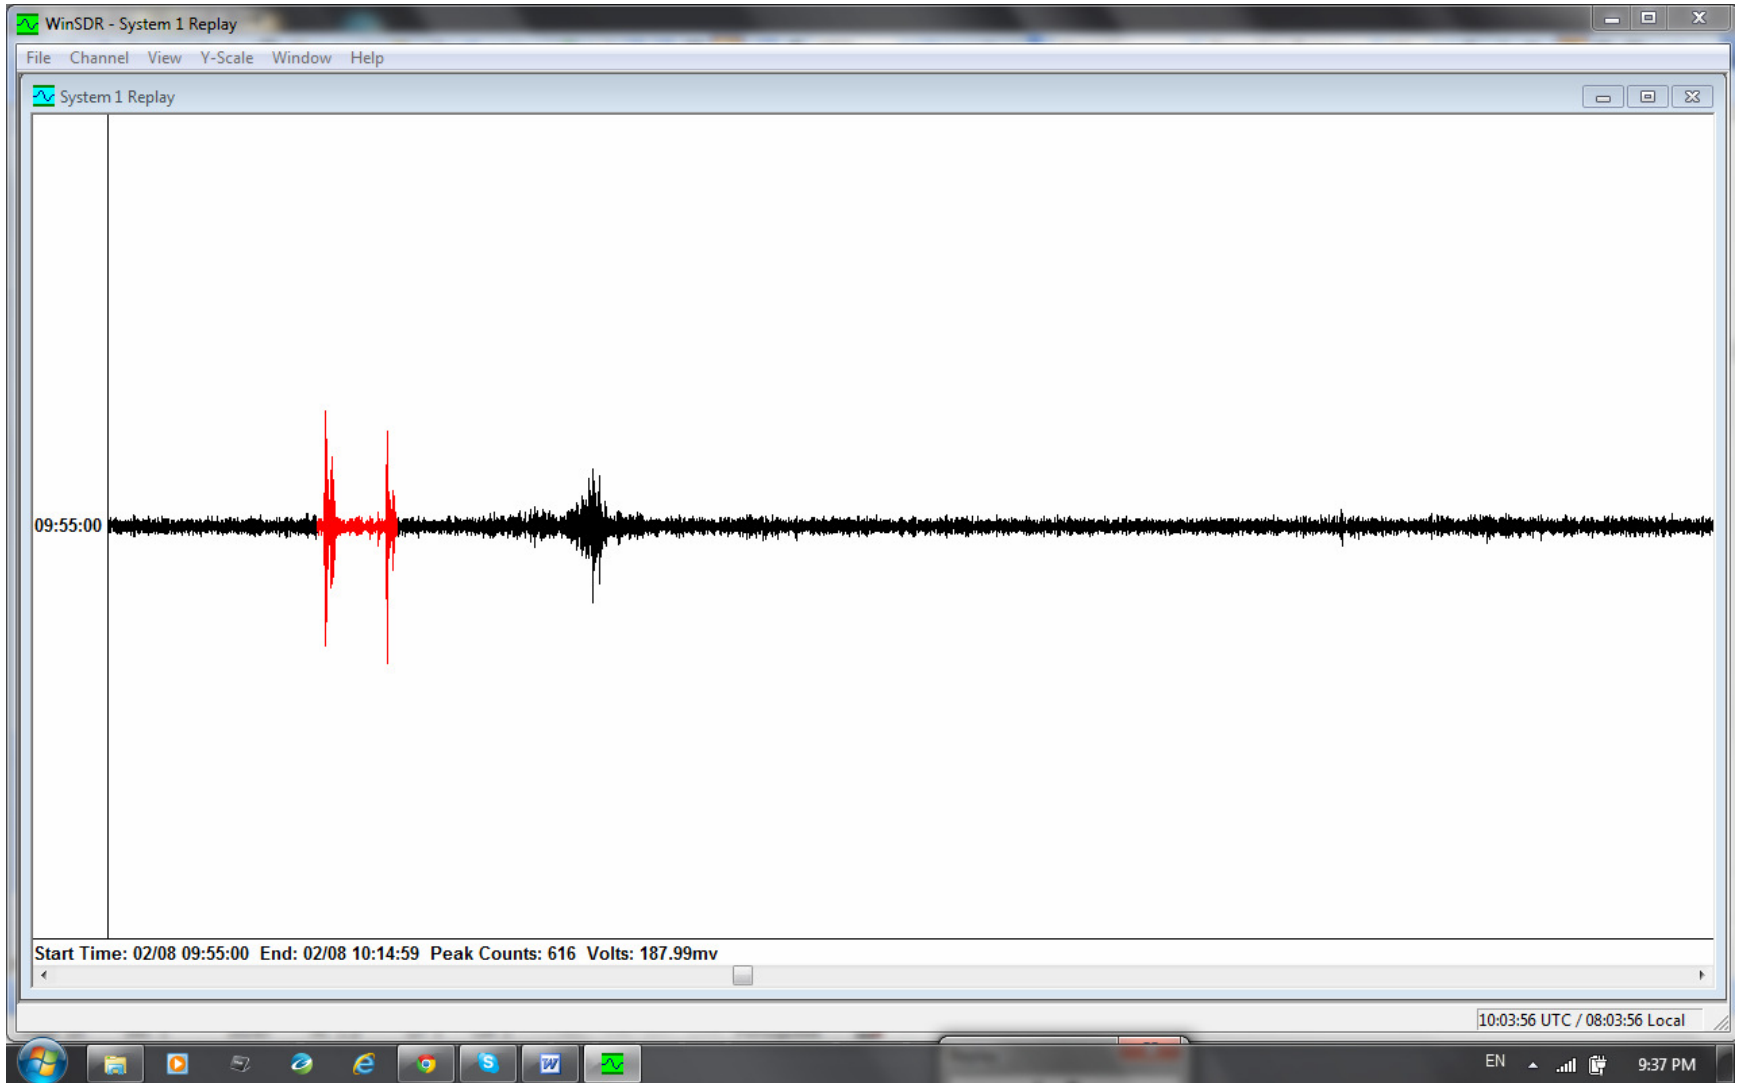 WinSDR - System 1 Replay
File Channel View Y-Scale Window Help
System 1 Replay
09:55:00
Start Time: 02/08 09:55:00 End: 02/08 10:14:59 Peak Counts: 616 Volts: 187.99mv
10:03:56 UTC / 08:03:56 Local
EN 9:37 PM